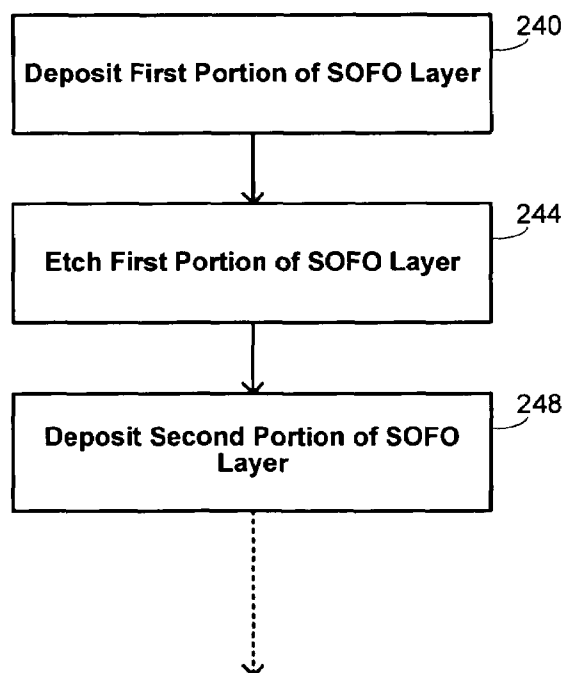 240
Deposit First Portion of SOFO Layer
244
Etch First Portion of SOFO Layer
248
Deposit Second Portion of SOFO
Layer